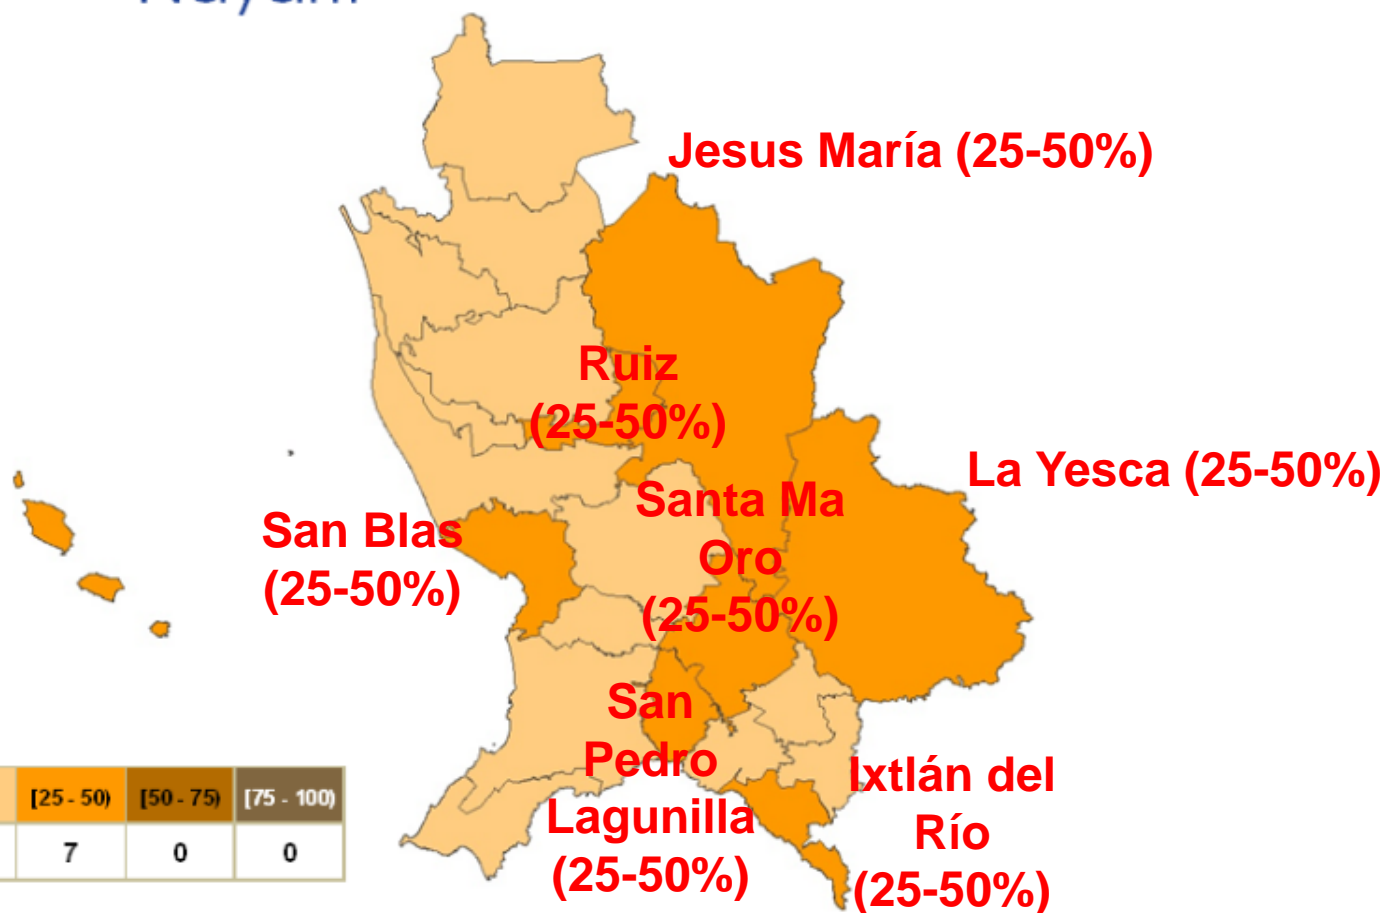 Jesus María (25-50%)
Ruiz
(25-50%)
La Yesca (25-50%)
Santa Ma
Oro
(25-50%)
San Blas
(25-50%)
San
Pedro
Lagunilla
(25-50%)
Ixtlán del
Río
(25-50%)
[25 - 50) [50 - 75) [75 - 100)
7 0 0